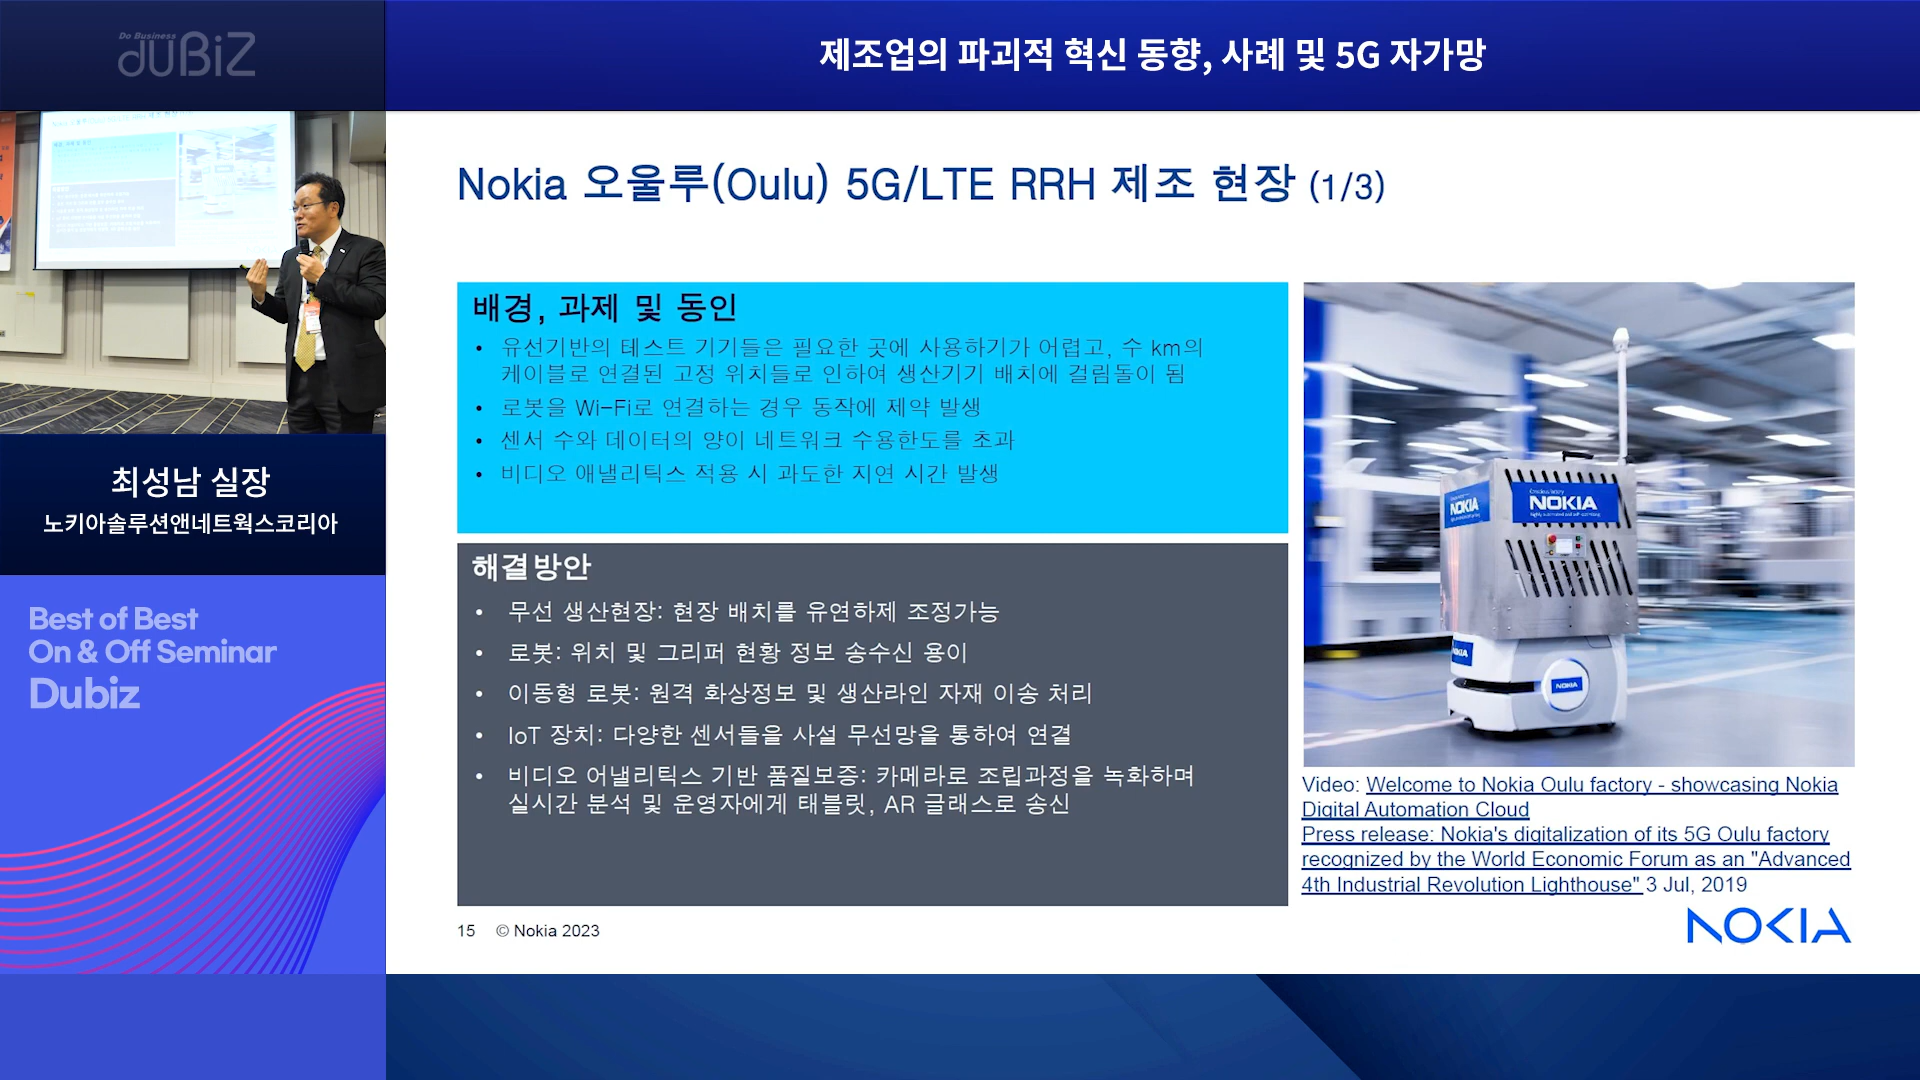 Do Business
duBiZ
제조업의 파괴적 혁신 동향, 사례 및 5G 자가망
최성남 실장
노키아솔루션앤네트웍스코리아
Best of Best
On & Off Seminar
Dubiz
Nokia 오울루(Oulu) 5G/LTE RRH 제조 현장 (1/3)
배경, 과제 및 동인
• 유선기반의 테스트 기기들은 필요한 곳에 사용하기가 어렵고, 수 km의
케이블로 연결된 고정 위치들로 인하여 생산기기 배치에 걸림돌이 됨
• 로봇을 Wi-Fi로 연결하는 경우 동작에 제약 발생
• 센서 수와 데이터의 양이 네트워크 수용한도를 초과
• 비디오 애낼리틱스 적용 시 과도한 지연 시간 발생
해결방안
• 무선 생산현장: 현장 배치를 유연하제 조정가능
• 로봇: 위치 및 그리퍼 현황 정보 송수신 용이
• 이동형 로봇: 원격 화상정보 및 생산라인 자재 이송 처리
• IoT 장치: 다양한 센서들을 사설 무선망을 통하여 연결
• 비디오 어낼리틱스 기반 품질보증: 카메라로 조립과정을 녹화하며
실시간 분석 및 운영자에게 태블릿, AR 글래스로 송신
NOKIA
NOKIA
NOKIA
NOKIA
Video: Welcome to Nokia Oulu factory - showcasing Nokia
Digital Automation Cloud
Press release: Nokia's digitalization of its 5G Oulu factory
recognized by the World Economic Forum as an "Advanced
4th Industrial Revolution Lighthouse" 3 Jul, 2019
15 © Nokia 2023
NOKIA